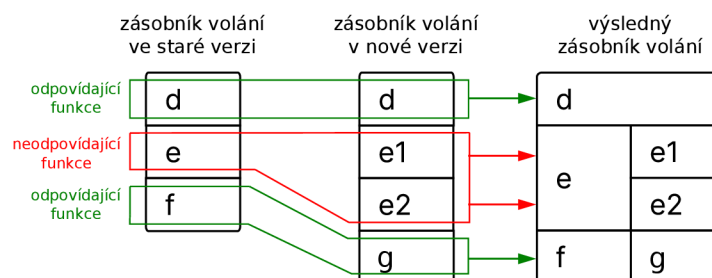 zásobník volání
ve staré verzi
zásobník volání
v nové verzi
výsledný
zásobník volání
odpovídající
funkce
neodpovídající
funkce
odpovídající
funkce
d
e
f
d
e1
e2
g
d
e
e1
e2
f
g